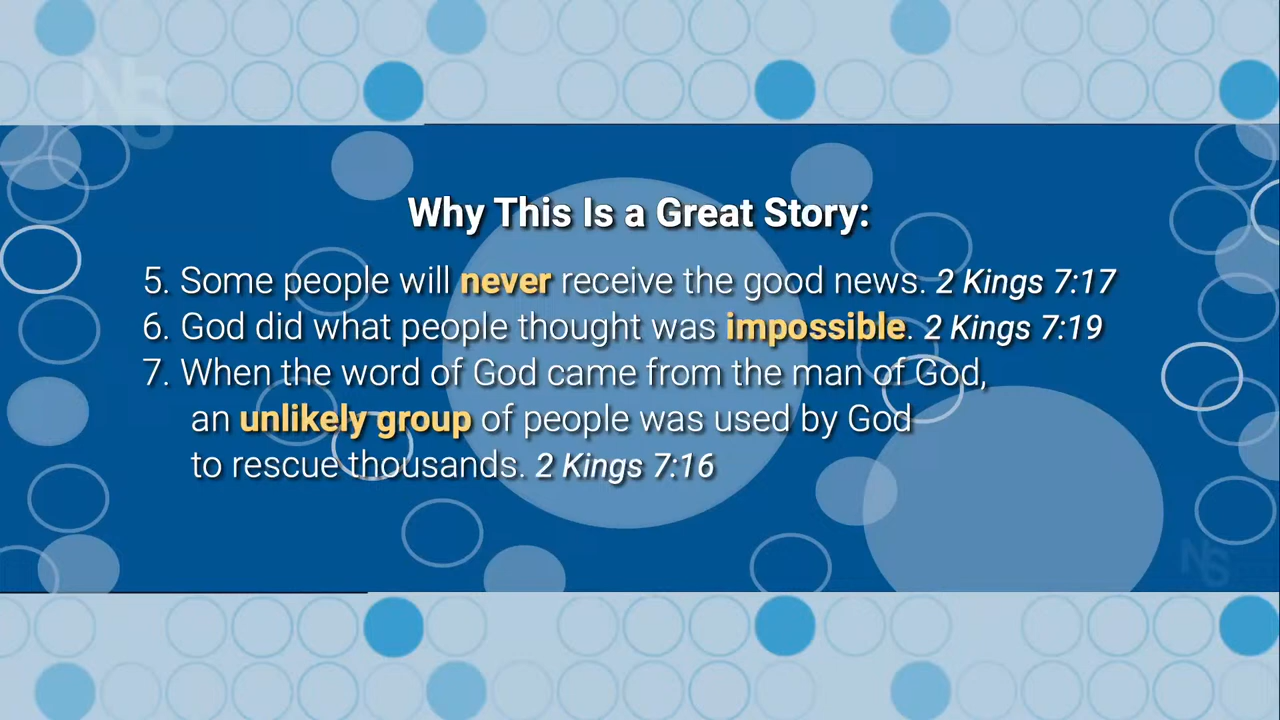 Why This Is a Great Story:
5. Some people will never receive the good news. 2 Kings 7:17
6. God did what people thought was impossible. 2 Kings 7:19
7. When the word of God came from the man of God,
an unlikely group of people was used by God
to rescue thousands. 2 Kings 7:16
NS
NS